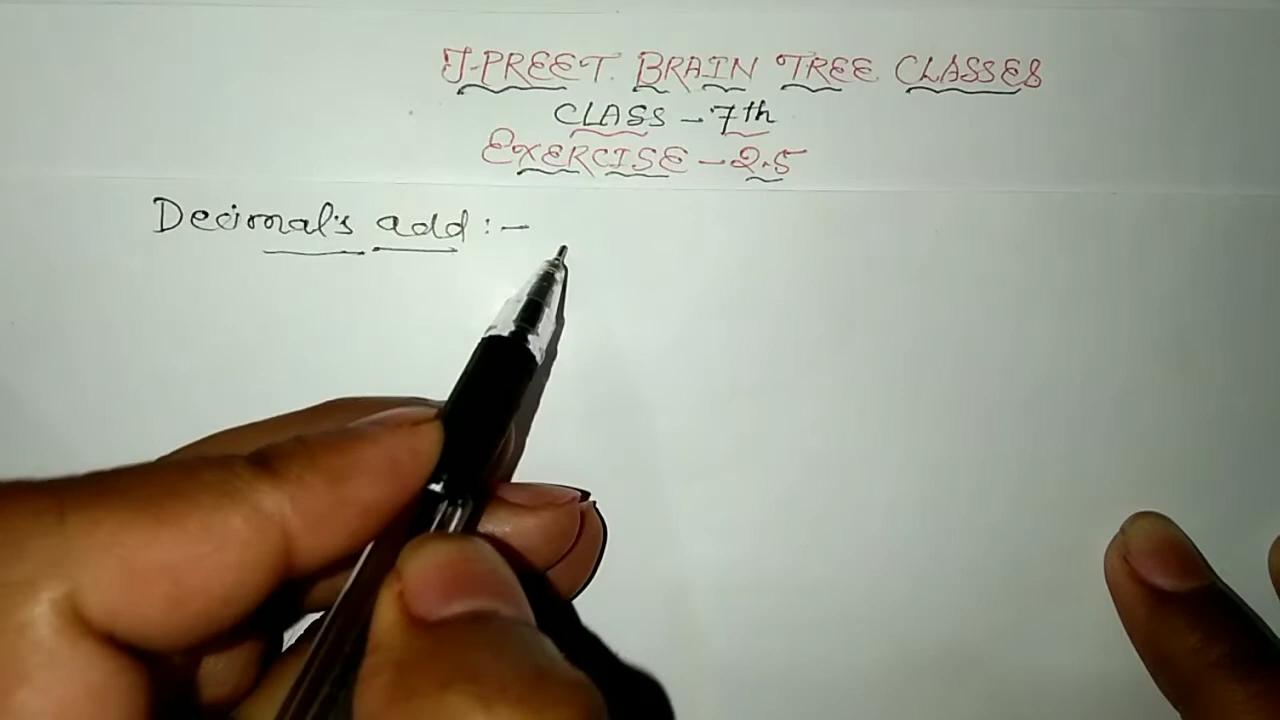 J-PREET. BRAIN TREE CLASSES
CLASS - 7th
EXERCISE - 2.5
Decimal's add :-